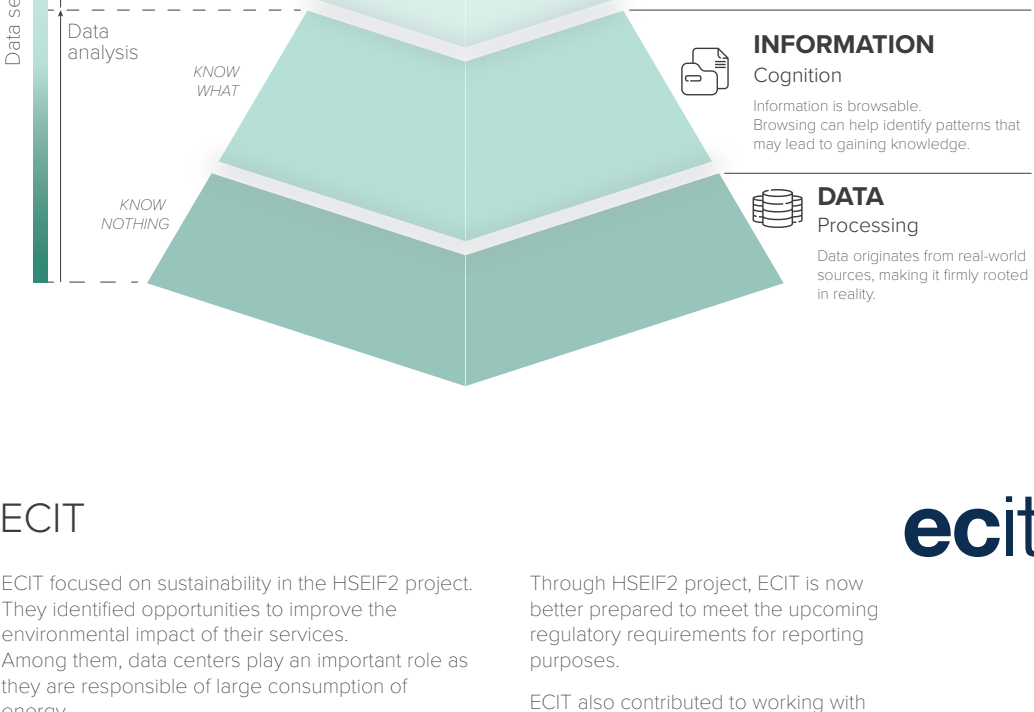 Data se
Data
analysis
KNOW
WHAT
INFORMATION
Cognition
Information is browsable.
Browsing can help identify patterns that
may lead to gaining knowledge.
KNOW
NOTHING
DATA
Processing
Data originates from real-world
sources, making it firmly rooted
in reality.
ECIT
ecit
ECIT focused on sustainability in the HSEIF2 project.
They identified opportunities to improve the
environmental impact of their services.
Among them, data centers play an important role as
they are responsible of large consumption of
energy.
Through HSEIF2 project, ECIT is now
better prepared to meet the upcoming
regulatory requirements for reporting
purposes.
ECIT also contributed to working with